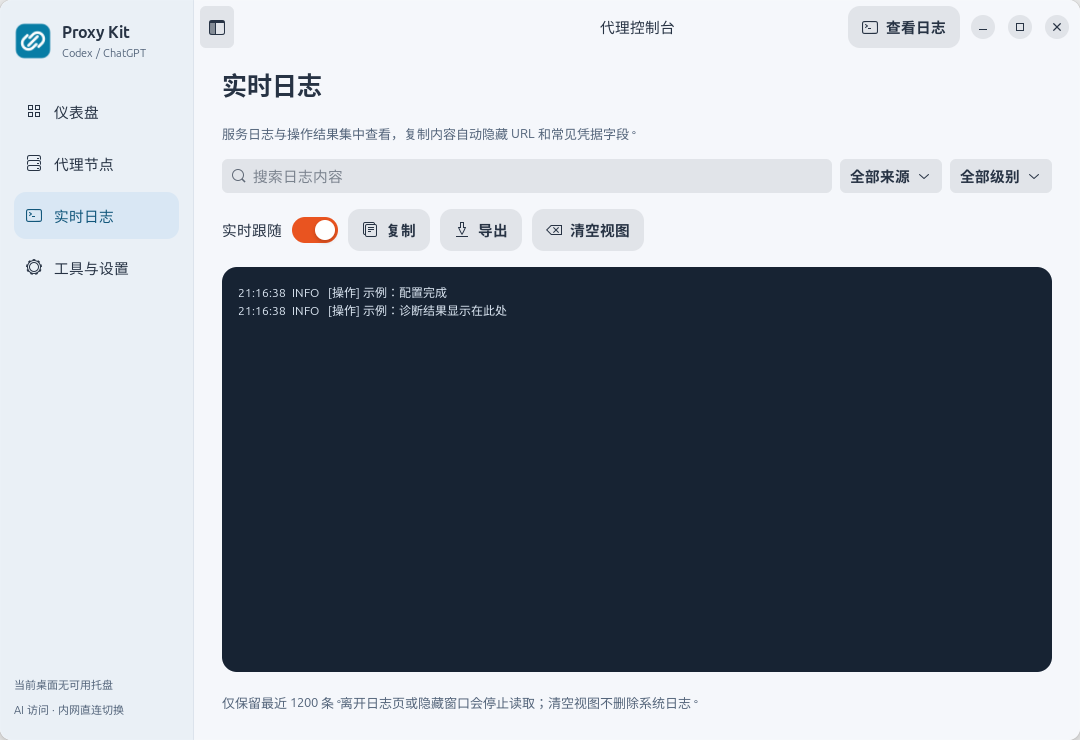 Proxy Kit
Codex / ChatGPT
仪表盘
代理节点
实时日志
工具与设置
当前桌面无可用托盘
AI 访问 · 内网直连切换
代理控制台
查看日志
实时日志
服务日志与操作结果集中查看，复制内容自动隐藏 URL 和常见凭据字段。
搜索日志内容
全部来源
全部级别
实时跟随
复制
导出
清空视图
21:16:38 INFO [操作] 示例：配置完成
21:16:38 INFO [操作] 示例：诊断结果显示在此处
仅保留最近 1200 条。离开日志页或隐藏窗口会停止读取；清空视图不删除系统日志。